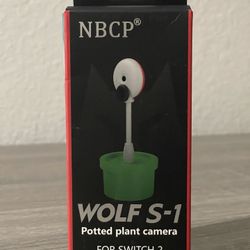 NBCP®
WOLF S-1
Potted plant camera
FOR SWITCH 2